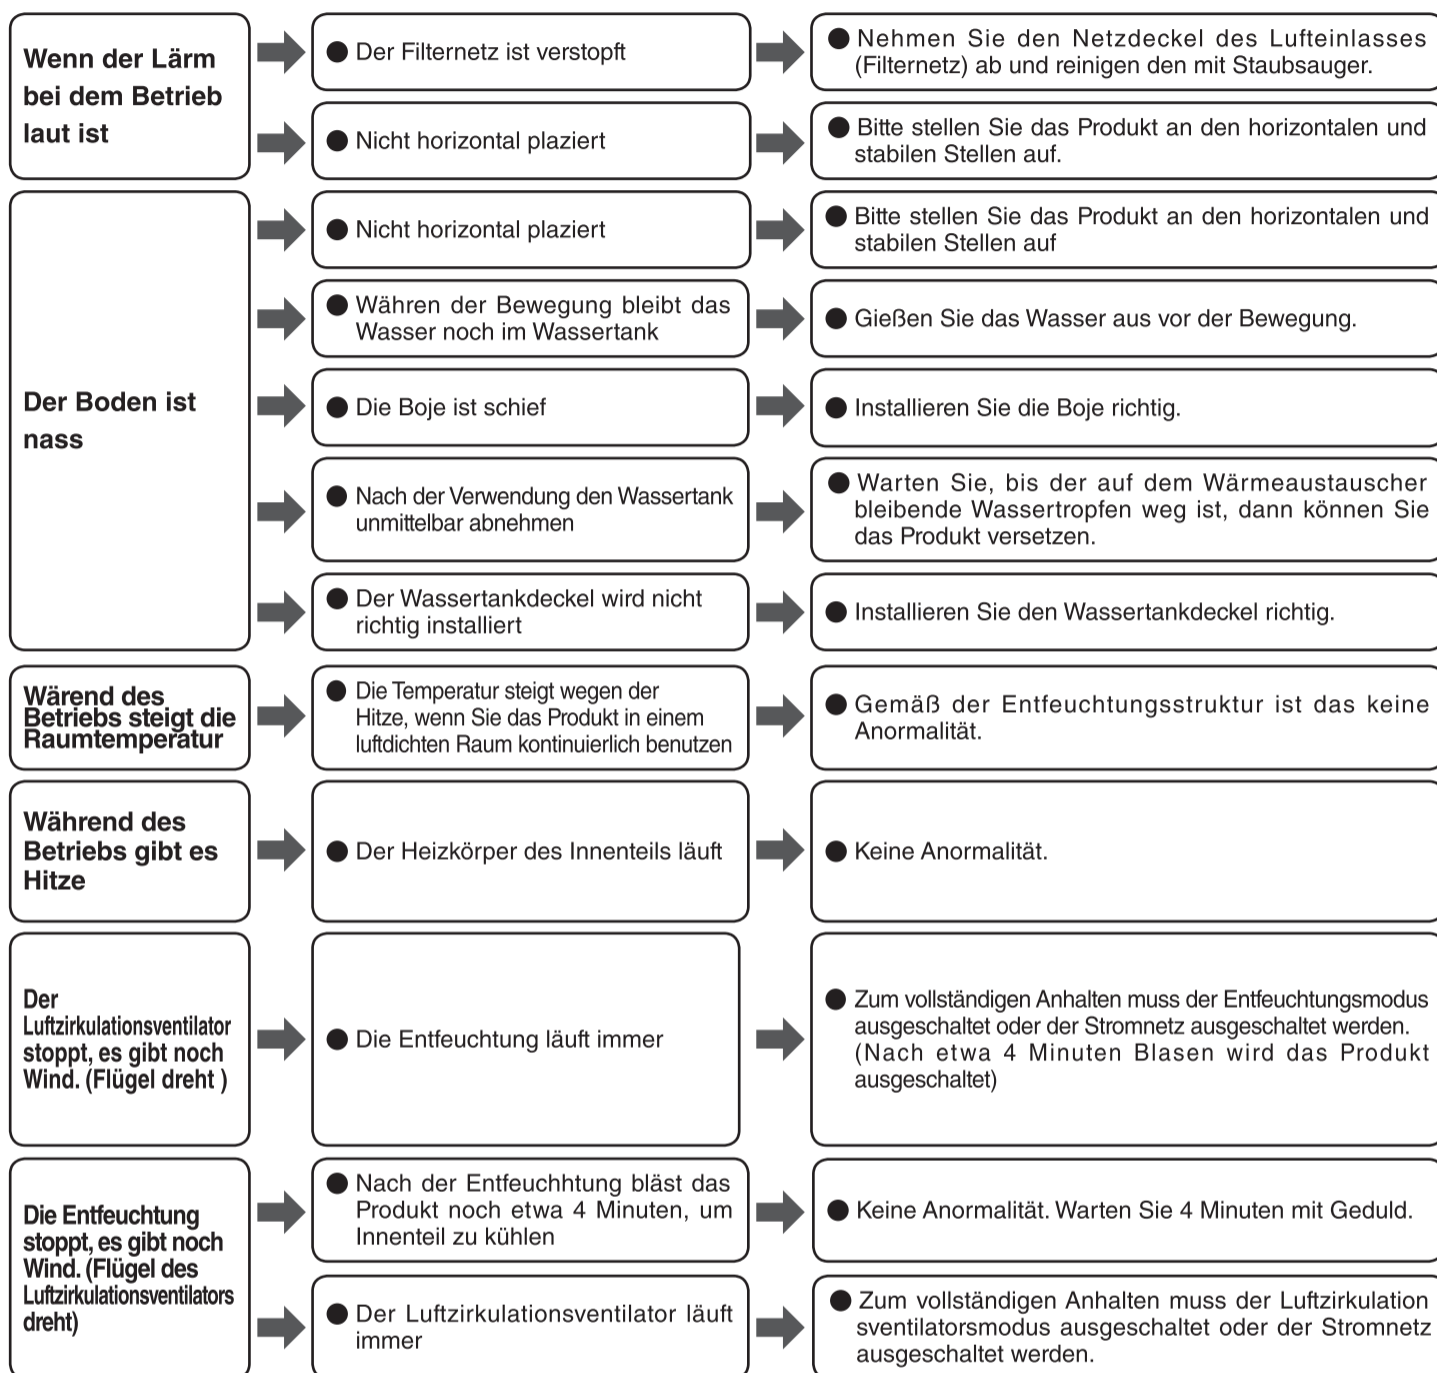 Wenn der Lärm
bei dem Betrieb
laut ist
● Der Filternetz ist verstopft
● Nehmen Sie den Netzdeckel des Lufteinlasses
(Filternetz) ab und reinigen den mit Staubsauger.
● Nicht horizontal plaziert
● Bitte stellen Sie das Produkt an den horizontalen und
stabilen Stellen auf.
Der Boden ist
nass
● Nicht horizontal plaziert
● Bitte stellen Sie das Produkt an den horizontalen und
stabilen Stellen auf
● Währen der Bewegung bleibt das
Wasser noch im Wassertank
● Gießen Sie das Wasser aus vor der Bewegung.
● Die Boje ist schief
● Installieren Sie die Boje richtig.
● Nach der Verwendung den Wassertank
unmittelbar abnehmen
● Warten Sie, bis der auf dem Wärmeaustauscher
bleibende Wassertropfen weg ist, dann können Sie
das Produkt versetzen.
● Der Wassertankdeckel wird nicht
richtig installiert
● Installieren Sie den Wassertankdeckel richtig.
Wärend des
Betriebs steigt die
Raumtemperatur
● Die Temperatur steigt wegen der
Hitze, wenn Sie das Produkt in einem
luftdichten Raum kontinuierlich benutzen
● Gemäß der Entfeuchtungsstruktur ist das keine
Anormalität.
Während des
Betriebs gibt es
Hitze
● Der Heizkörper des Innenteils läuft
● Keine Anormalität.
Der
Luftzirkulationsventilator
stoppt, es gibt noch
Wind. (Flügel dreht )
● Die Entfeuchtung läuft immer
● Zum vollständigen Anhalten muss der Entfeuchtungsmodus
ausgeschaltet oder der Stromnetz ausgeschaltet werden.
(Nach etwa 4 Minuten Blasen wird das Produkt
ausgeschaltet)
Die Entfeuchtung
stoppt, es gibt noch
Wind. (Flügel des
Luftzirkulationsventilators
dreht)
● Nach der Entfeuchhtung bläst das
Produkt noch etwa 4 Minuten, um
Innenteil zu kühlen
● Keine Anormalität. Warten Sie 4 Minuten mit Geduld.
● Der Luftzirkulationsventilator läuft
immer
● Zum vollständigen Anhalten muss der Luftzirkulation
sventilatorsmodus ausgeschaltet oder der Stromnetz
ausgeschaltet werden.